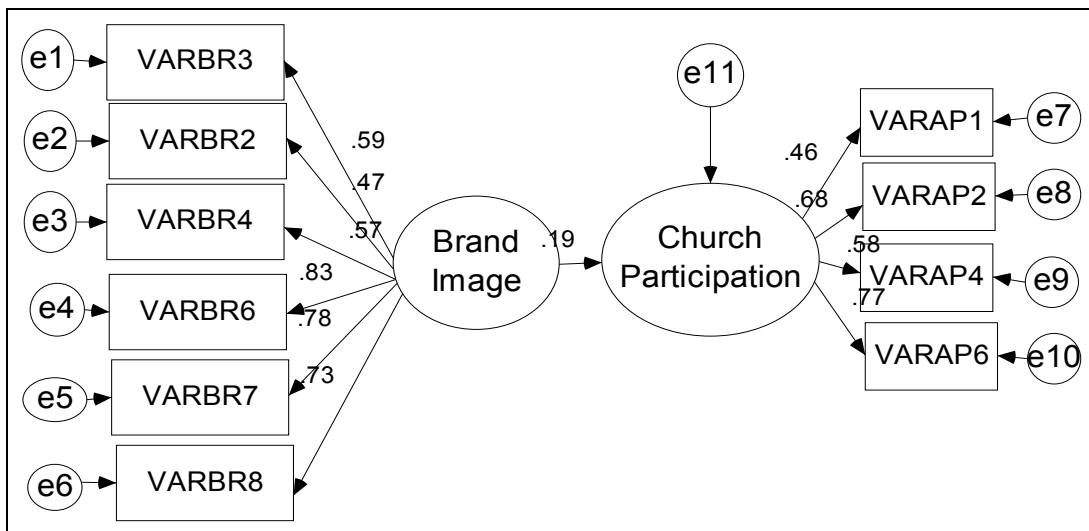 e1
VARBR3
e2
VARBR2
e3
VARBR4
e4
VARBR6
e5
VARBR7
e6
VARBR8
.59
.47
.57
.83
.78
.73
Brand
Image
.19
e11
Church
Participation
.46
.68
.58
.77
VARAP1
e7
VARAP2
e8
VARAP4
e9
VARAP6
e10